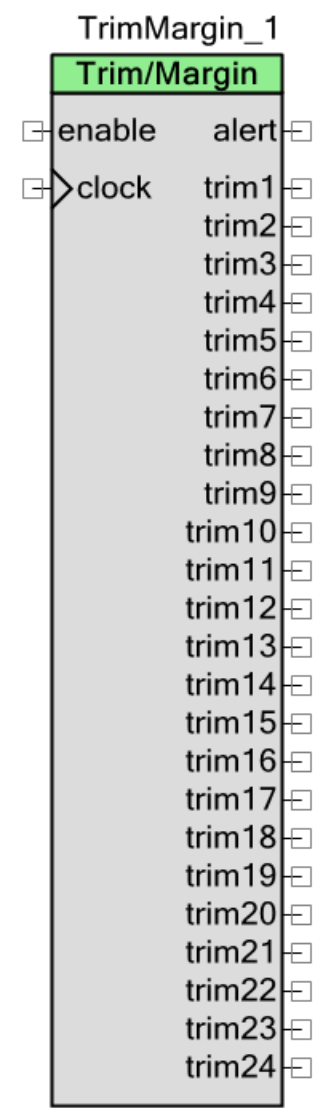 TrimMargin_1
Trim/Margin
enable alert
clock trim1
trim2
trim3
trim4
trim5
trim6
trim7
trim8
trim9
trim10
trim11
trim12
trim13
trim14
trim15
trim16
trim17
trim18
trim19
trim20
trim21
trim22
trim23
trim24